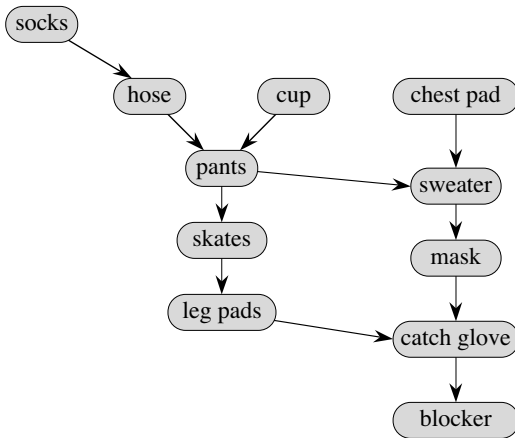 socks
hose
cup
chest pad
pants
sweater
skates
mask
leg pads
catch glove
blocker